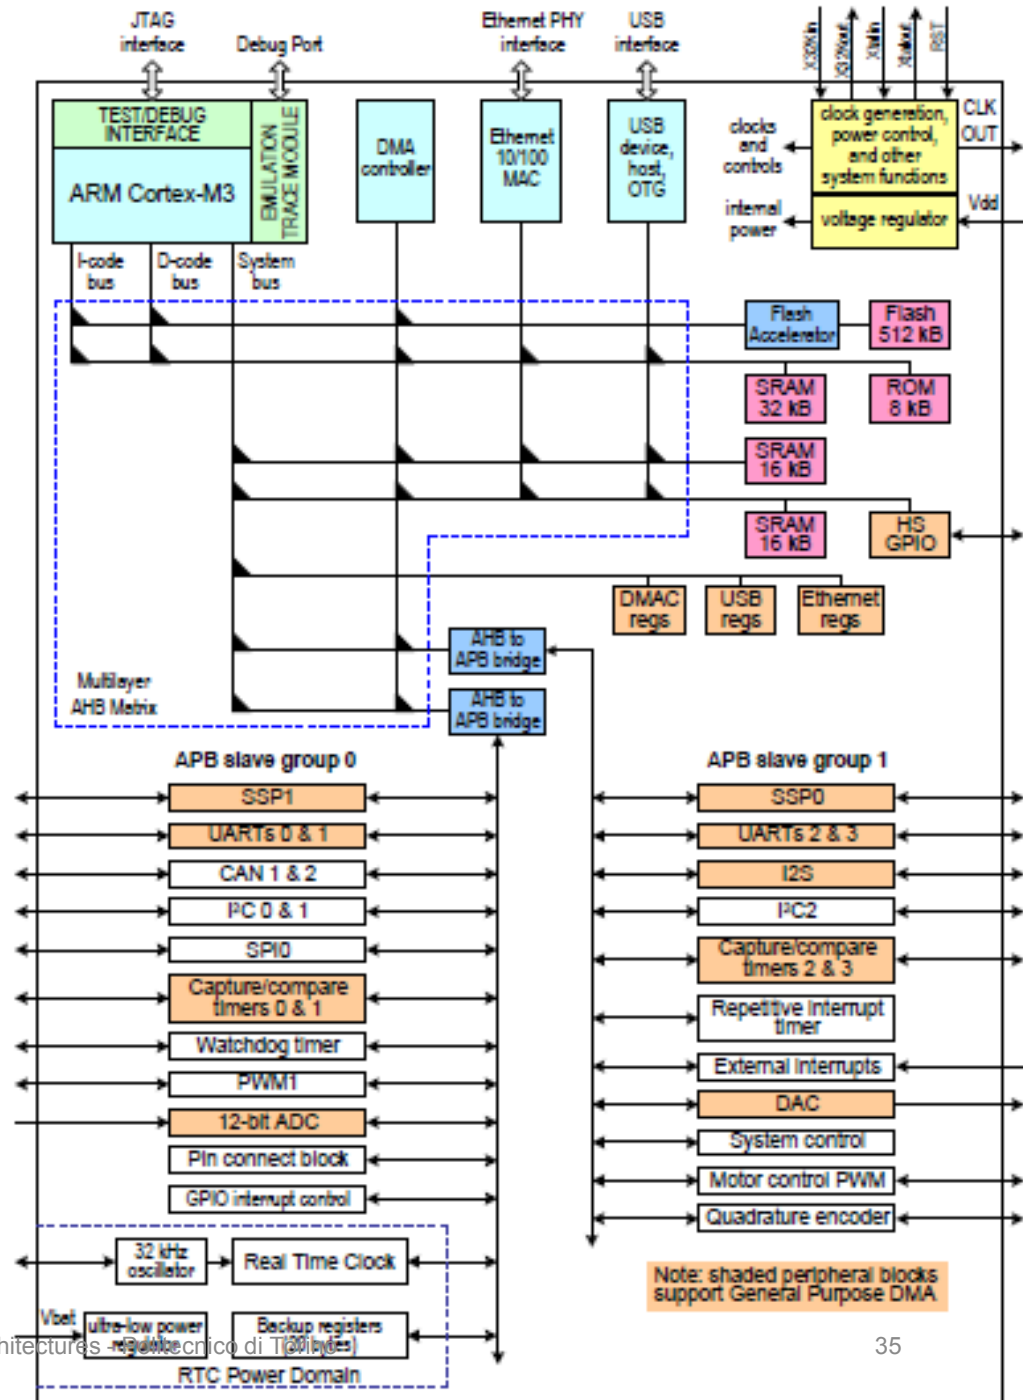 JTAG
interface
Debug Port
Ethernet PHY
interface
USB
interface
X32Kin
X32Kout
Xtalin
Xtalout
RST
TEST/DEBUG
INTERFACE
ARM Cortex-M3
EMULATION
TRACE MODULE
DMA
controller
Ethernet
10/100
MAC
USB
device,
host,
OTG
clocks
and
controls
clock generation,
power control,
and other
system functions
CLK
OUT
internal
power
voltage regulator
Vdd
I-code
bus
D-code
bus
System
bus
Flash
Accelerator
Flash
512 kB
SRAM
32 kB
ROM
8 kB
SRAM
16 kB
SRAM
16 kB
HS
GPIO
DMAC
regs
USB
regs
Ethernet
regs
AHB to
APB bridge
AHB to
APB bridge
Multilayer
AHB Matrix
APB slave group 0
SSP1
UARTs 0 & 1
CAN 1 & 2
I²C 0 & 1
SPI0
Capture/compare
timers 0 & 1
Watchdog timer
PWM1
12-bit ADC
Pin connect block
GPIO interrupt control
APB slave group 1
SSP0
UARTs 2 & 3
I2S
I²C2
Capture/compare
timers 2 & 3
Repetitive interrupt
timer
External interrupts
DAC
System control
Motor control PWM
Quadrature encoder
32 kHz
oscillator
Real Time Clock
Vbat
ultra-low power
regulator
Backup registers
(20 bytes)
RTC Power Domain
Note: shaded peripheral blocks
support General Purpose DMA
hitectures - Politecnico di Torino
35